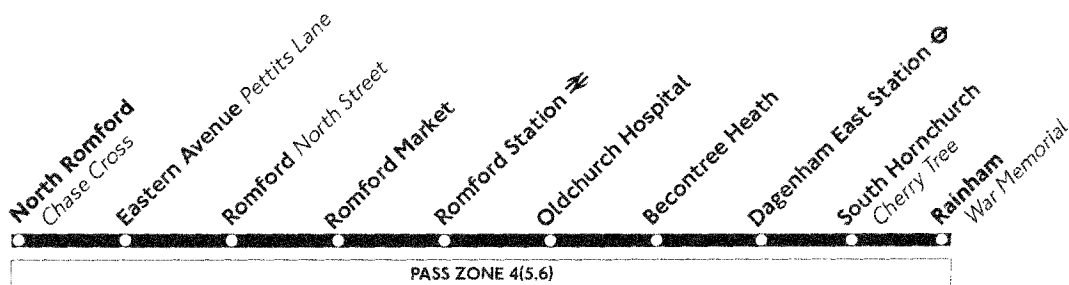 North Romford
Chase Cross
Eastern Avenue Pettits Lane
Romford North Street
Romford Market
Romford Station
Oldchurch Hospital
Becontree Heath
Dagenham East Station
South Hornchurch
Cherry Tree
Rainham
War Memorial
PASS ZONE 4(5.6)